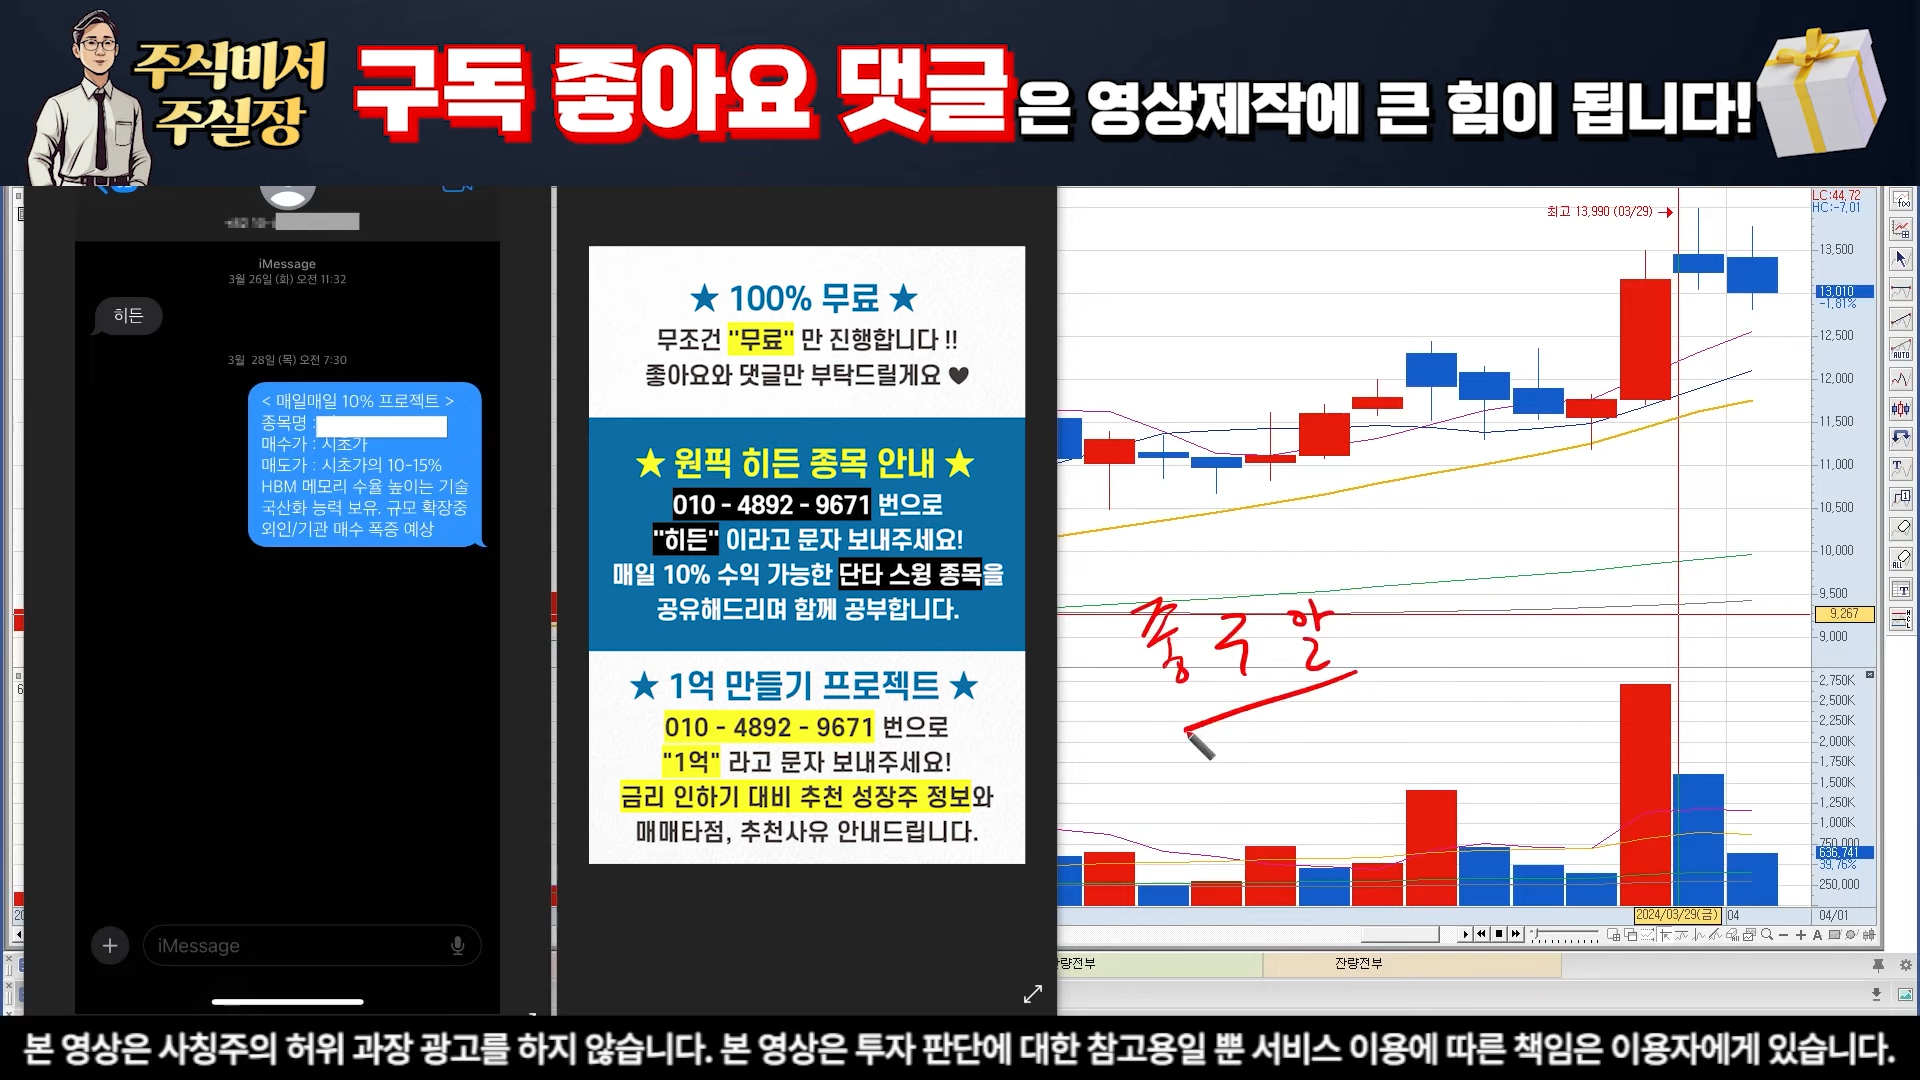 주식비서
주실장
구독 좋아요 댓글은 영상제작에 큰 힘이 됩니다!
iMessage
3월 26일 (화) 오전 11:32
히든
3월 28일 (목) 오전 7:30
< 매일매일 10% 프로젝트 >
종목명 :
매수가 : 시초가
매도가 : 시초가의 10-15%
HBM 메모리 수율 높이는 기술
국산화 능력 보유. 규모 확장중
외인/기관 매수 폭증 예상
iMessage
★ 100% 무료 ★
무조건 "무료" 만 진행합니다 !!
좋아요와 댓글만 부탁드릴게요 ♥
★ 원픽 히든 종목 안내 ★
010 - 4892 - 9671 번으로
"히든" 이라고 문자 보내주세요!
매일 10% 수익 가능한 단타 스윙 종목을
공유해드리며 함께 공부합니다.
★ 1억 만들기 프로젝트 ★
010 - 4892 - 9671 번으로
"1억" 라고 문자 보내주세요!
금리 인하기 대비 추천 성장주 정보와
매매타점, 추천사유 안내드립니다.
최고 13,990 (03/29)
LC:44,72
HC:-7,01
13,500
13,010
-1,81%
12,500
12,000
11,500
11,000
10,500
10,000
9,500
9,267
9,000
좋 구 알
2,750K
2,500K
2,250K
2,000K
1,750K
1,500K
1,250K
1,000K
750,000
636,741
39,76%
250,000
2024/03/29(금)
04
04/01
잔량전부
잔량전부
본 영상은 사칭주의 허위 과장 광고를 하지 않습니다. 본 영상은 투자 판단에 대한 참고용일 뿐 서비스 이용에 따른 책임은 이용자에게 있습니다.